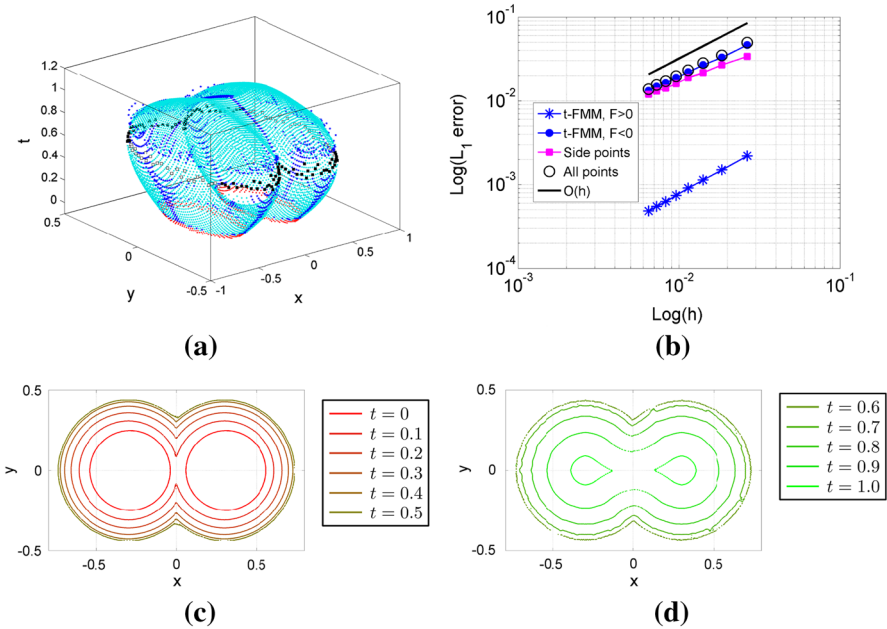 1.2
1
0.8
0.6
0.4
0.2
0
t
0.5
0
-0.5
y
-1
-0.5
0
0.5
1
x
(a)
10^-1
10^-2
10^-3
10^-4
Log(L_1 error)
t-FMM, F>0
t-FMM, F<0
Side points
All points
O(h)
10^-3
10^-2
10^-1
Log(h)
(b)
0.5
0
-0.5
y
-0.5
0
0.5
x
t = 0
t = 0.1
t = 0.2
t = 0.3
t = 0.4
t = 0.5
(c)
0.5
0
-0.5
y
-0.5
0
0.5
x
t = 0.6
t = 0.7
t = 0.8
t = 0.9
t = 1.0
(d)